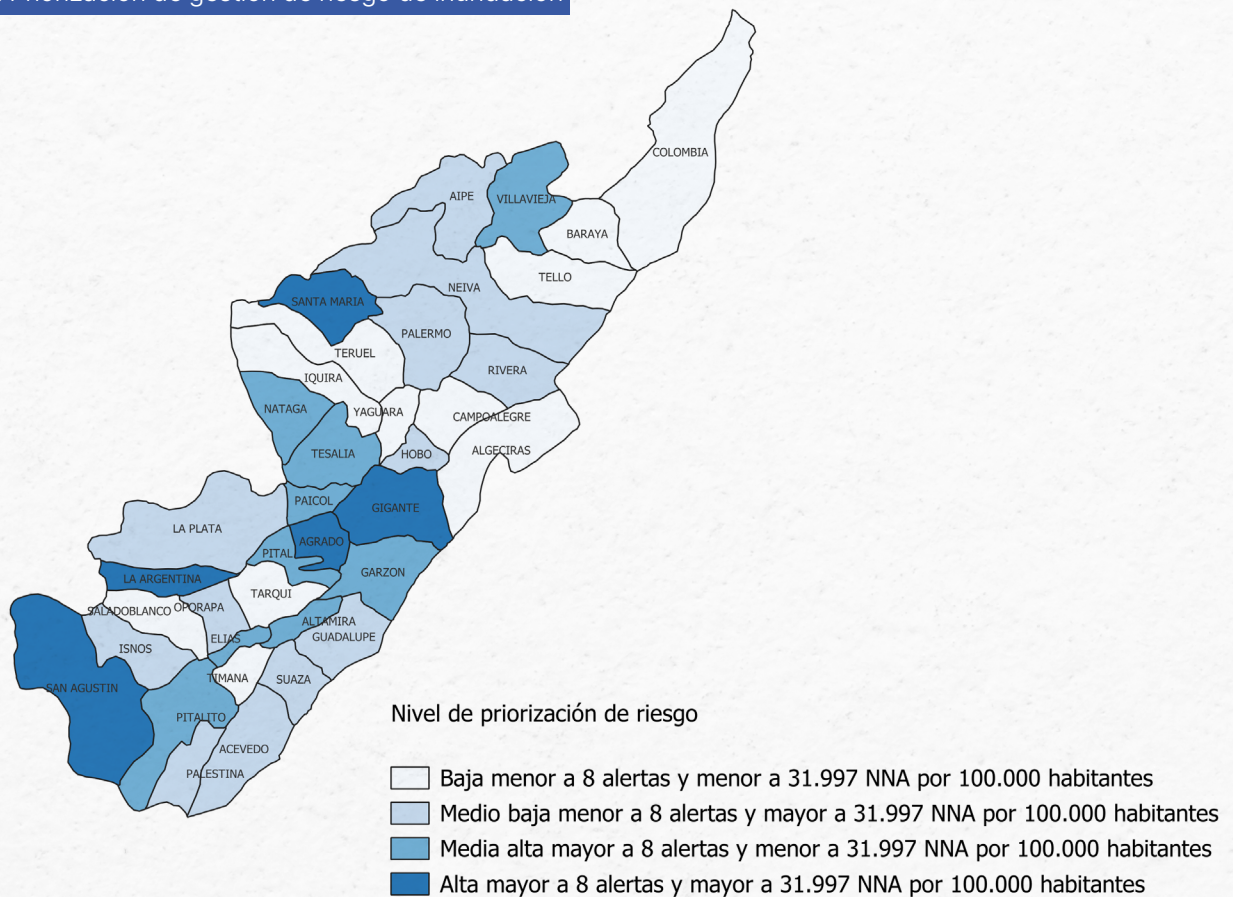 Priorización de gestión de riesgo de inundación
COLOMBIA
AIPE
VILLAVIEJA
BARAYA
TELLO
NEIVA
SANTA MARIA
PALERMO
TERUEL
RIVERA
IQUIRA
NATAGA
YAGUARA
CAMPOALEGRE
TESALIA
HOBO
ALGECIRAS
PAICOL
GIGANTE
LA PLATA
AGRADO
PITAL
GARZON
LA ARGENTINA
TARQUI
SALADOBLANCO
OPORAPA
ALTAMIRA
ELIAS
GUADALUPE
ISNOS
TIMANA
SUAZA
SAN AGUSTIN
PITALITO
ACEVEDO
PALESTINA
Nivel de priorización de riesgo
Baja menor a 8 alertas y menor a 31.997 NNA por 100.000 habitantes
Medio baja menor a 8 alertas y mayor a 31.997 NNA por 100.000 habitantes
Media alta mayor a 8 alertas y menor a 31.997 NNA por 100.000 habitantes
Alta mayor a 8 alertas y mayor a 31.997 NNA por 100.000 habitantes